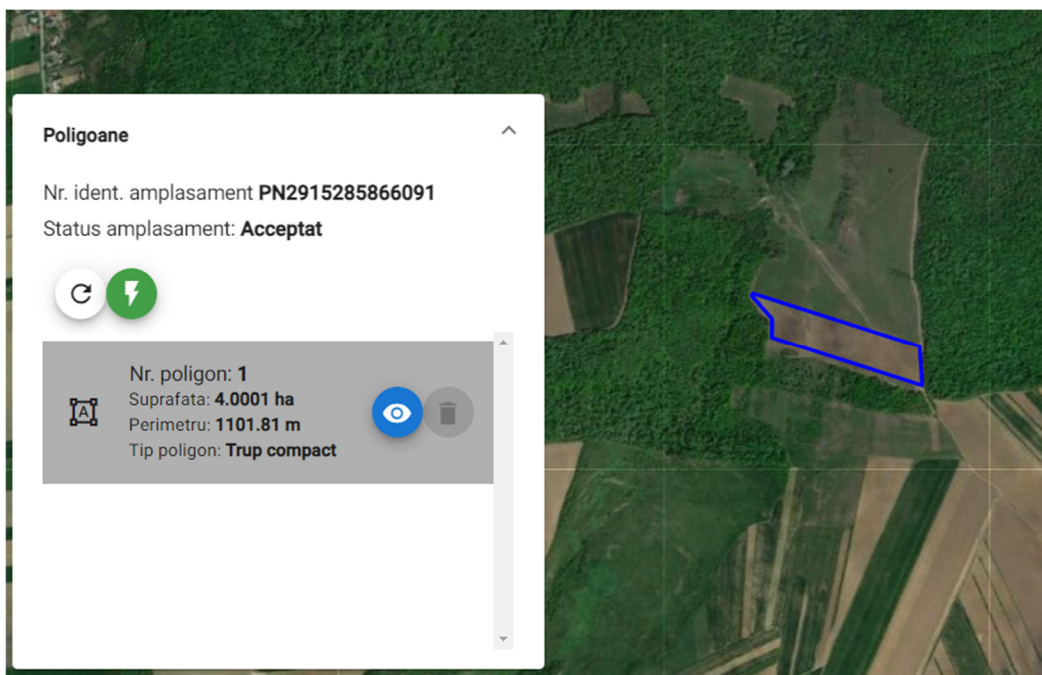 Poligoane
Nr. ident. amplasament PN2915285866091
Status amplasament: Acceptat
Nr. poligon: 1
Suprafata: 4.0001 ha
Perimetru: 1101.81 m
Tip poligon: Trup compact